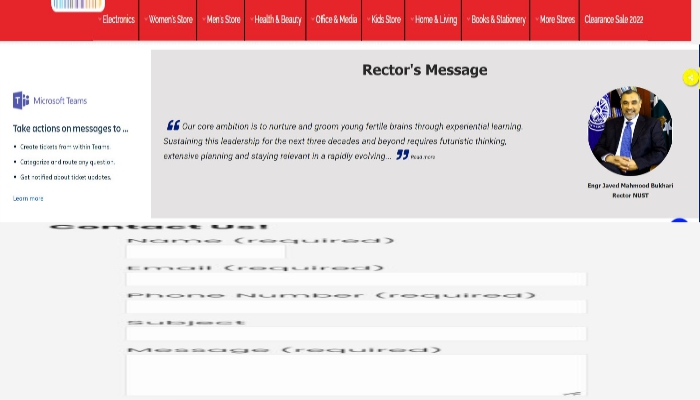 Electronics Women's Store Men's Store Health & Beauty Office & Media Kids Store Home & Living Books & Stationery More Stores Clearance Sale 2022
Microsoft Teams
Take actions on messages to ...
• Create tickets from within Teams.
• Categorize and route any question.
• Get notified about ticket updates.
Learn more
Rector's Message
❝ Our core ambition is to nurture and groom young fertile brains through experiential learning.
Sustaining this leadership for the next three decades and beyond requires futuristic thinking,
extensive planning and staying relevant in a rapidly evolving... ❞ Read more
Engr Javed Mahmood Bukhari
Rector NUST
Contact Us!
Name (required)
Email (required)
Phone Number (required)
Subject
Message (required)